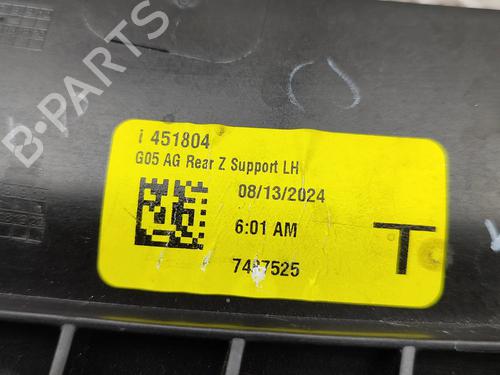 B-PARTS
i 451804
G05 AG Rear Z Support LH
08/13/2024
6:01 AM
T